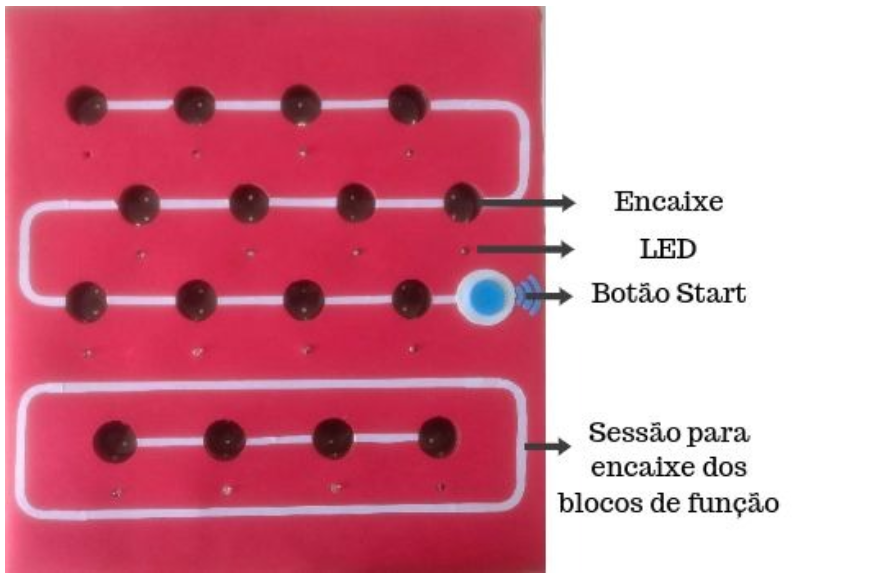 Encaixe
LED
Botão Start
Sessão para
encaixe dos
blocos de função